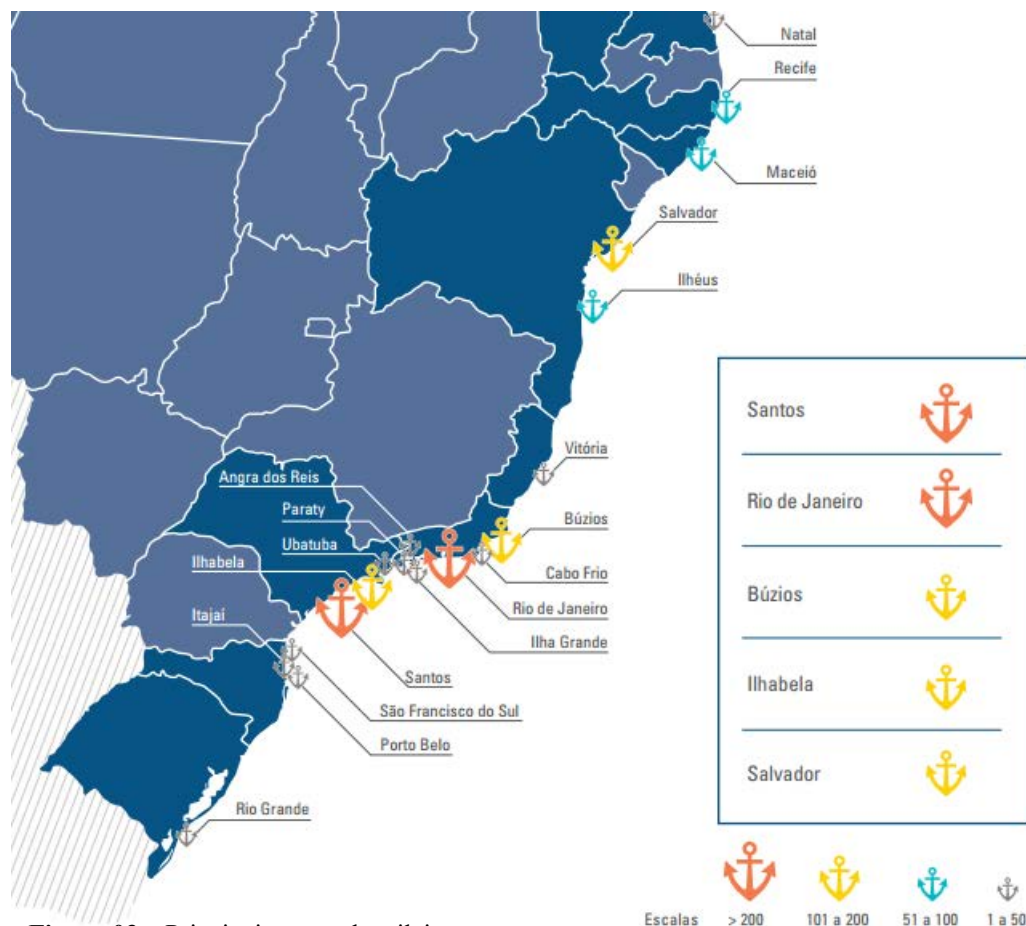 Natal
Recife
Maceió
Salvador
Ilhéus
Vitória
Angra dos Reis
Paraty
Ubatuba
Ilhabela
Itajaí
Búzios
Cabo Frio
Rio de Janeiro
Ilha Grande
Santos
São Francisco do Sul
Porto Belo
Rio Grande
Santos
Rio de Janeiro
Búzios
Ilhabela
Salvador
Escalas > 200 101 a 200 51 a 100 1 a 50